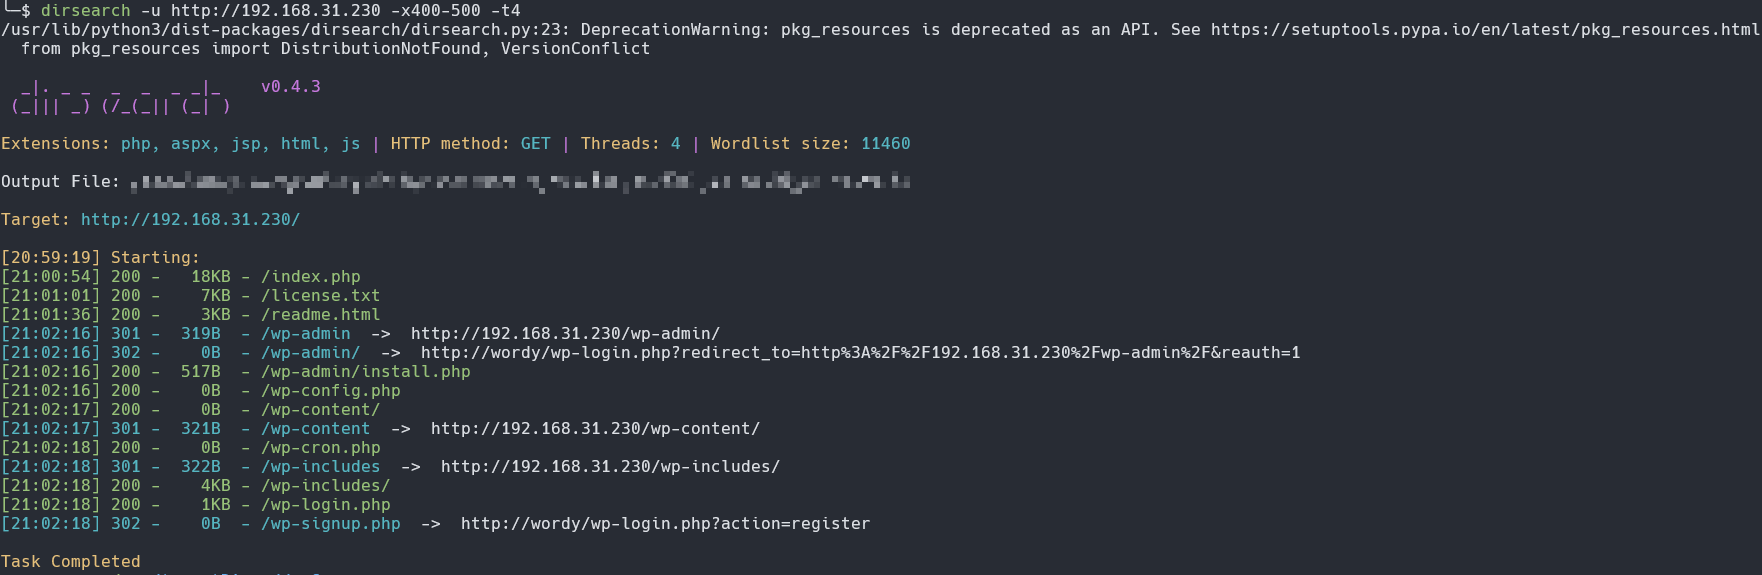 └─$ dirsearch -u http://192.168.31.230 -x400-500 -t4
/usr/lib/python3/dist-packages/dirsearch/dirsearch.py:23: DeprecationWarning: pkg_resources is deprecated as an API. See https://setuptools.pypa.io/en/latest/pkg_resources.html
  from pkg_resources import DistributionNotFound, VersionConflict
  _|. _ _  _  _  _ _|_    v0.4.3
 (_||| _) (/_(_|| (_| )
Extensions: php, aspx, jsp, html, js | HTTP method: GET | Threads: 4 | Wordlist size: 11460
Output File:
Target: http://192.168.31.230/
[20:59:19] Starting:
[21:00:54] 200 -   18KB - /index.php
[21:01:01] 200 -    7KB - /license.txt
[21:01:36] 200 -    3KB - /readme.html
[21:02:16] 301 -  319B  - /wp-admin  ->  http://192.168.31.230/wp-admin/
[21:02:16] 302 -    0B  - /wp-admin/  ->  http://wordy/wp-login.php?redirect_to=http%3A%2F%2F192.168.31.230%2Fwp-admin%2F&reauth=1
[21:02:16] 200 -  517B  - /wp-admin/install.php
[21:02:16] 200 -    0B  - /wp-config.php
[21:02:17] 200 -    0B  - /wp-content/
[21:02:17] 301 -  321B  - /wp-content  ->  http://192.168.31.230/wp-content/
[21:02:18] 200 -    0B  - /wp-cron.php
[21:02:18] 301 -  322B  - /wp-includes  ->  http://192.168.31.230/wp-includes/
[21:02:18] 200 -    4KB - /wp-includes/
[21:02:18] 200 -    1KB - /wp-login.php
[21:02:18] 302 -    0B  - /wp-signup.php  ->  http://wordy/wp-login.php?action=register
Task Completed